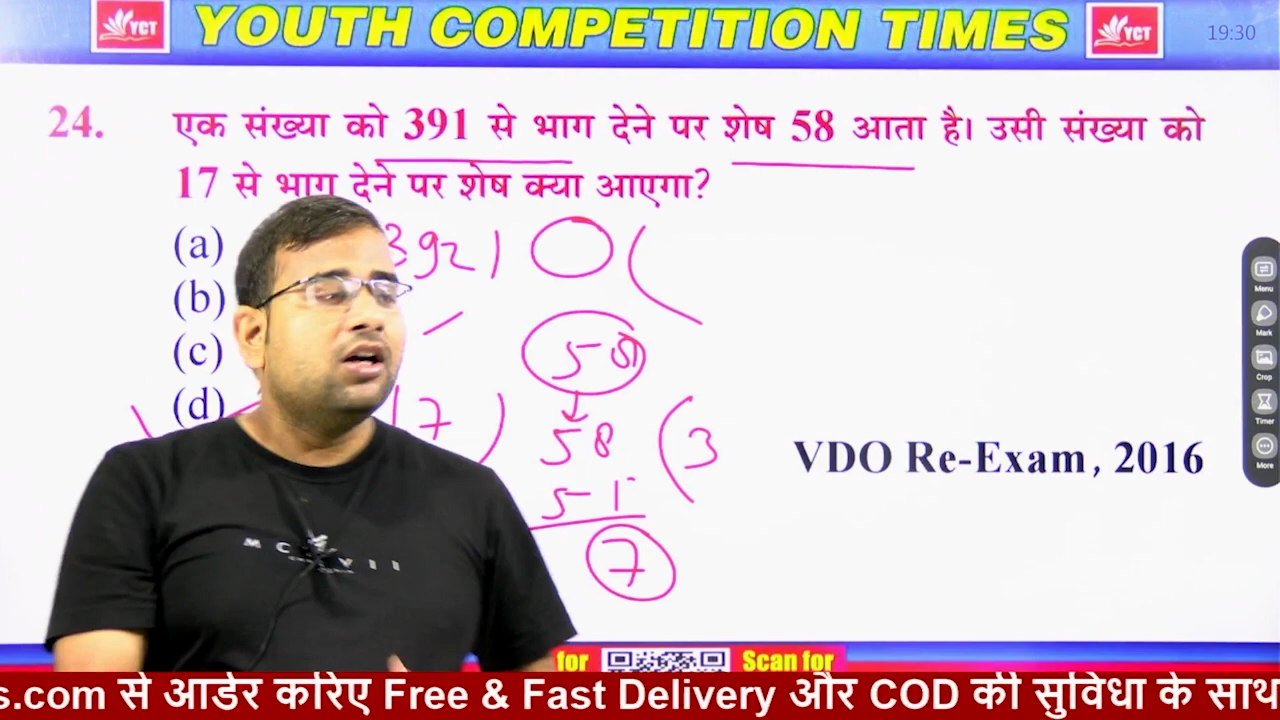 YCT
YOUTH COMPETITION TIMES
YCT
19:30
24. एक संख्या को 391 से भाग देने पर शेष 58 आता है। उसी संख्या को
17 से भाग देने पर शेष क्या आएगा?
(a)
(b)
(c)
(d)
392 ) (
58
17 ) 58 ( 3
51
7
VDO Re-Exam, 2016
Menu
Mark
Crop
Timer
More
for
Scan for
s.com से आर्डर करिए Free & Fast Delivery और COD की सुविधा के साथ